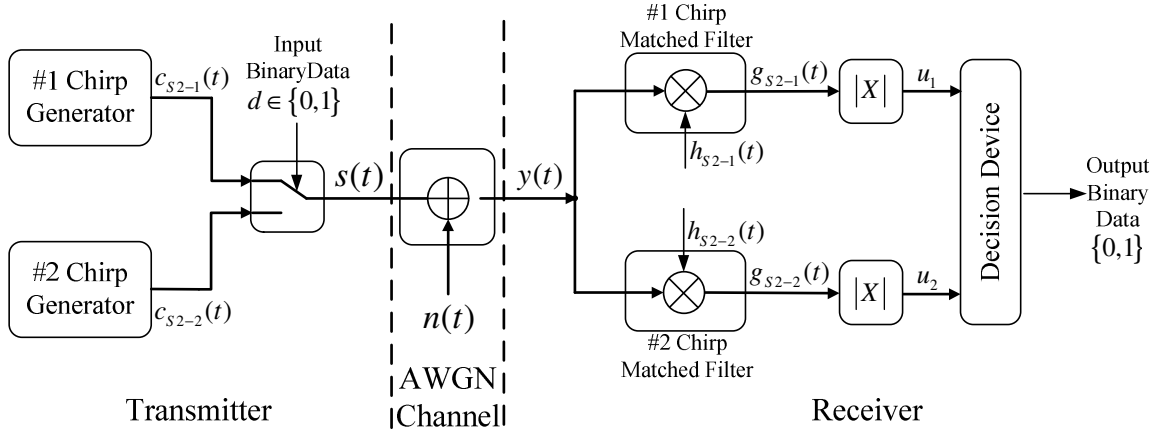 #1 Chirp
Generator
c_{S2-1}(t)
#2 Chirp
Generator
c_{S2-2}(t)
Input
BinaryData
d ∈ {0,1}
s(t)
n(t)
y(t)
#1 Chirp
Matched Filter
g_{S2-1}(t)
h_{S2-1}(t)
|X|
u_1
h_{S2-2}(t)
g_{S2-2}(t)
|X|
u_2
#2 Chirp
Matched Filter
Decision Device
Output
Binary
Data
{0,1}
Transmitter
AWGN
Channel
Receiver